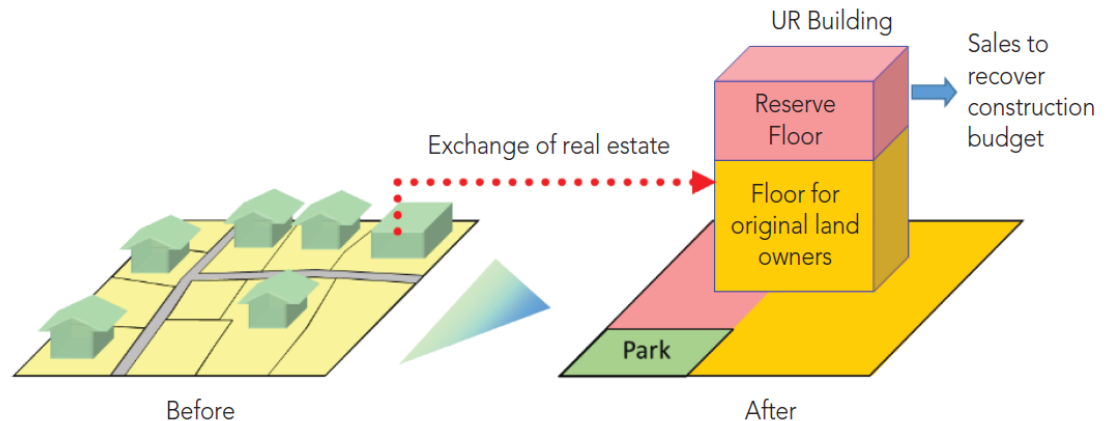 UR Building
Sales to
recover
construction
budget
Reserve
Floor
Exchange of real estate
Floor for
original land
owners
Park
Before
After